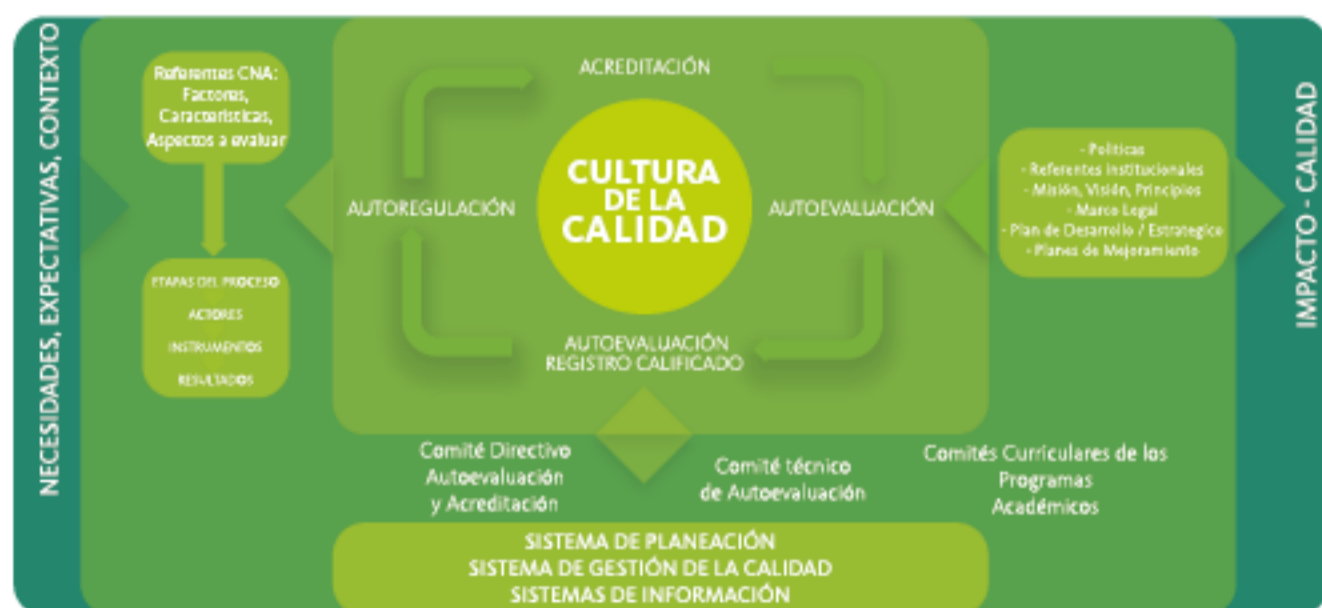 NECESIDADES, EXPECTATIVAS, CONTEXTO
Referentes CNA:
Factores,
Características,
Aspectos a evaluar
ETAPAS DEL PROCESO
ACTORES
INSTRUMENTOS
RESULTADOS
ACREDITACIÓN
AUTOREGULACIÓN
CULTURA
DE LA
CALIDAD
AUTOEVALUACIÓN
AUTOEVALUACIÓN
REGISTRO CALIFICADO
- Políticas
- Referentes institucionales
- Misión, Visión, Principios
- Marco Legal
- Plan de Desarrollo / Estrategico
- Planes de Mejoramiento
IMPACTO - CALIDAD
Comité Directivo
Autoevaluación
y Acreditación
Comité técnico
de Autoevaluación
Comités Curriculares de los
Programas
Académicos
SISTEMA DE PLANEACIÓN
SISTEMA DE GESTIÓN DE LA CALIDAD
SISTEMAS DE INFORMACIÓN